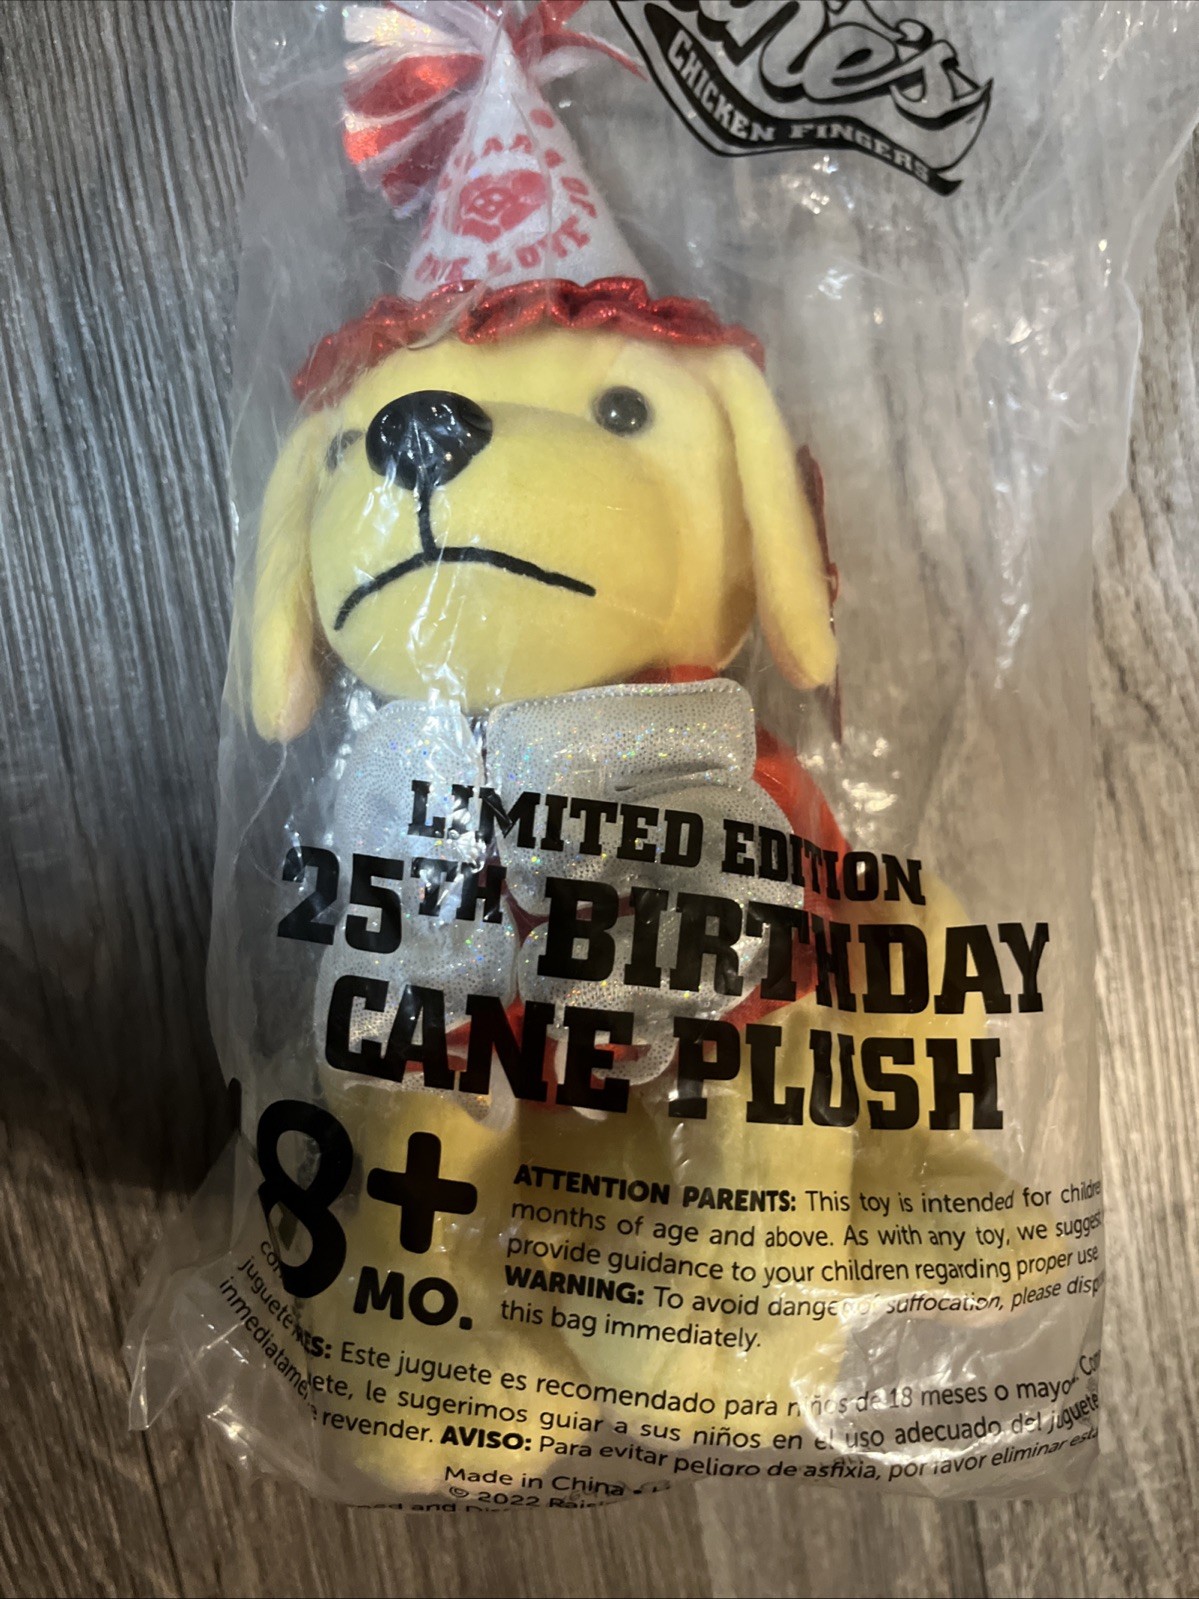 CHICKEN FINGERS
LOVE
LIMITED EDITION
25TH BIRTHDAY
CANE PLUSH
8+
MO.
ATTENTION PARENTS: This toy is intended for
months of age and above. As with any toy, we suggest
provide guidance to your children regarding proper use
WARNING: To avoid danger of suffocation, please
this bag immediately.
Este juguete es recomendado para niños de 18 meses o mayor
le sugerimos guiar a sus niños en el uso adecuado del juguete
revender. AVISO: Para evitar peligro de asfixia, por favor eliminar
Made in China
© 2022
and